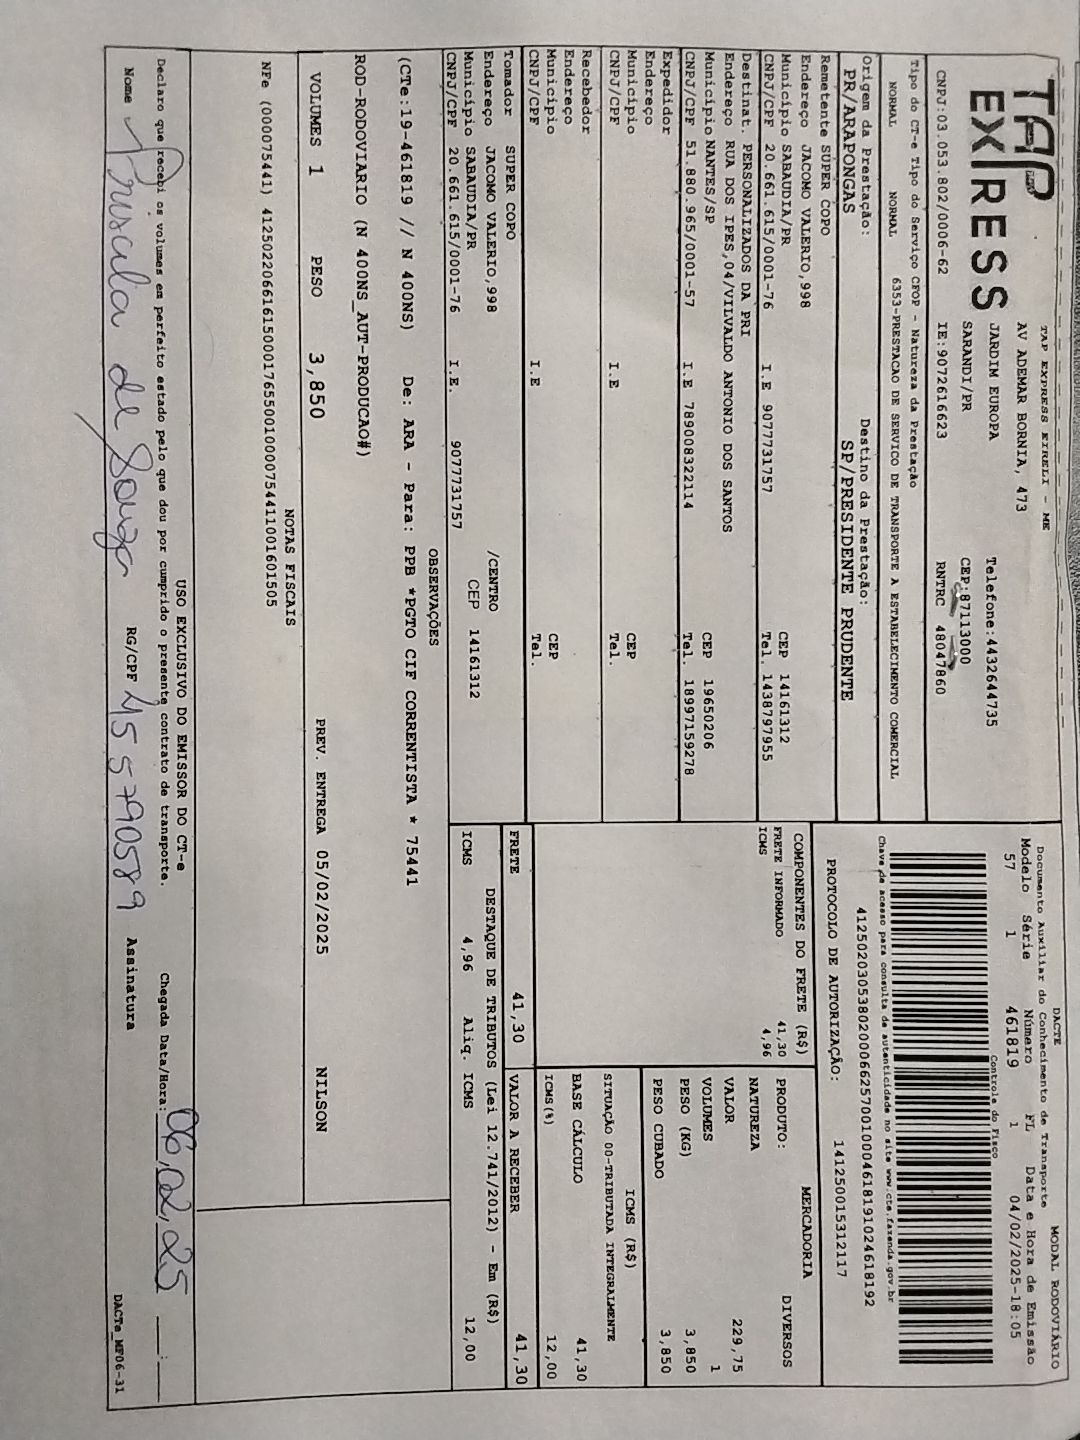 TAP EXPRESS
TAP EXPRESS EIRELI - ME
AV ADEMAR BORNIA, 473
JARDIM EUROPA Telefone:4432644735
SARANDI/PR CEP:87113000
CNPJ:03.053.802/0006-62 IE:9072616623 RNTRC 48047860
Tipo do CT-e Tipo do Serviço CFOP - Natureza da Prestação
NORMAL NORMAL 6353-PRESTACAO DE SERVICO DE TRANSPORTE A ESTABELECIMENTO COMERCIAL
Origem da Prestação: Destino da Prestação:
PR/ARAPONGAS SP/PRESIDENTE PRUDENTE
Remetente SUPER COPO
Endereço JACOMO VALERIO,998 CEP 14161312
Município SABAUDIA/PR
CNPJ/CPF 20.661.615/0001-76 I.E 9077731757 Tel. 1438797955
Destinat. PERSONALIZADOS DA PRI
Endereço RUA DOS IPES,04/VILVALDO ANTONIO DOS SANTOS
Município NANTES/SP CEP 19650206
CNPJ/CPF 51.880.965/0001-57 I.E 789008322114 Tel. 18997159278
Expedidor
Endereço
Município CEP
CNPJ/CPF I.E Tel.
Recebedor
Endereço
Município CEP
CNPJ/CPF I.E Tel.
Tomador SUPER COPO
Endereço JACOMO VALERIO,998 /CENTRO
Município SABAUDIA/PR CEP 14161312
CNPJ/CPF 20.661.615/0001-76 I.E. 9077731757
DACTE MODAL RODOVIÁRIO
Documento Auxiliar do Conhecimento de Transporte
Modelo Série Número FL Data e Hora de Emissão
57 1 461819 1 04/02/2025-18:05
Controle do Fisco
Chave de acesso para consulta de autenticidade no site www.cte.fazenda.gov.br
41250203053802000662570010004618191024618192
PROTOCOLO DE AUTORIZAÇÃO: 141250015312117
COMPONENTES DO FRETE (R$)
FRETE INFORMADO 41,30
ICMS 4,96
MERCADORIA
PRODUTO: DIVERSOS
NATUREZA
VALOR 229,75
VOLUMES 1
PESO (KG) 3,850
PESO CUBADO 3,850
ICMS (R$)
SITUAÇÃO 00-TRIBUTADA INTEGRALMENTE
BASE CÁLCULO 41,30
ICMS(%) 12,00
FRETE 41,30 VALOR A RECEBER 41,30
DESTAQUE DE TRIBUTOS (Lei 12.741/2012) - Em (R$)
ICMS 4,96 Aliq. ICMS 12,00
OBSERVAÇÕES
(CTe:19-461819 // N 400NS) De: ARA - Para: PPB *PGTO CIF CORRENTISTA * 75441
ROD-RODOVIARIO (N 400NS_AUT-PRODUCAO#)
VOLUMES 1 PESO 3,850 PREV. ENTREGA 05/02/2025 NILSON
NOTAS FISCAIS
NFe (000075441) 41250220661615000176550010000754411001601505
USO EXCLUSIVO DO EMISSOR DO CT-e
Declaro que recebi os volumes em perfeito estado pelo que dou por cumprido o presente contrato de transporte. Chegada Data/Hora: 06,02,25 __:__
Nome Priscila de Souza RG/CPF 455790589 Assinatura
DACTe_MF06-31